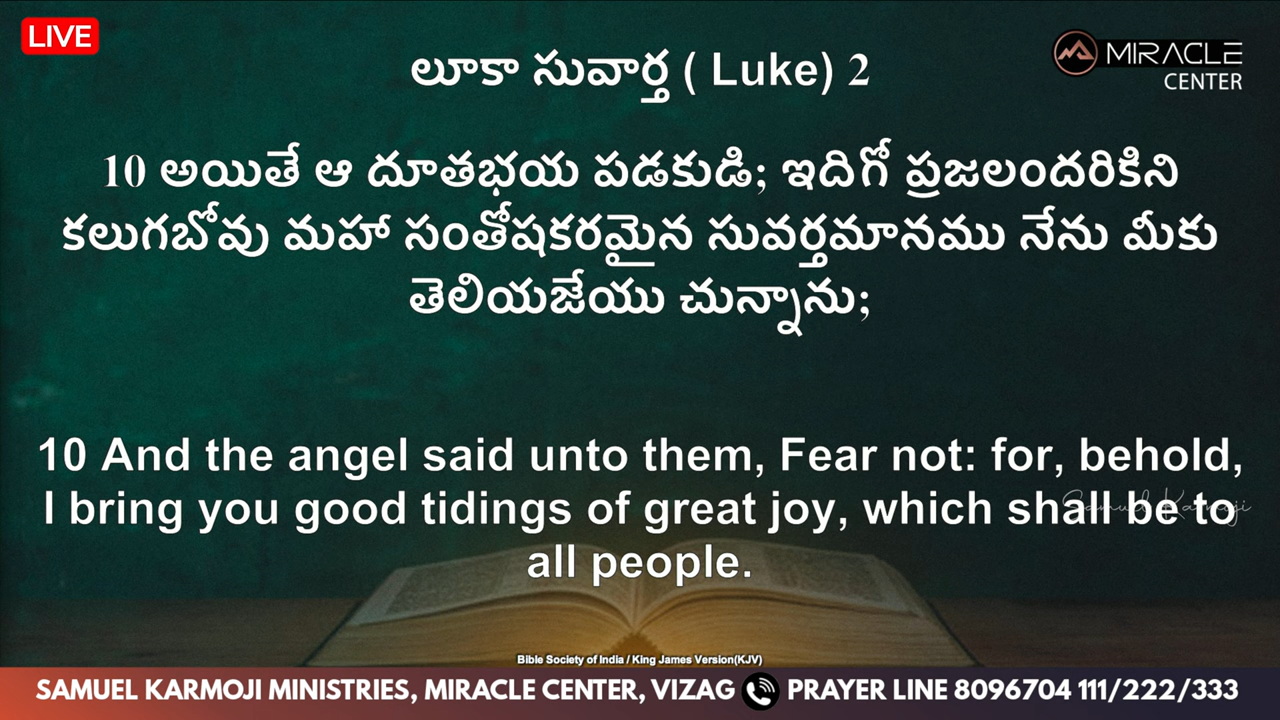 LIVE
MIRACLE
CENTER
లూకా సువార్త ( Luke) 2
10 అయితే ఆ దూతభయ పడకుడి; ఇదిగో ప్రజలందరికిని
కలుగబోవు మహా సంతోషకరమైన సువర్తమానము నేను మీకు
తెలియజేయు చున్నాను;
10 And the angel said unto them, Fear not: for, behold,
I bring you good tidings of great joy, which shall be to
all people.
Samuel Karmoji
Bible Society of India / King James Version(KJV)
SAMUEL KARMOJI MINISTRIES, MIRACLE CENTER, VIZAG PRAYER LINE 8096704 111/222/333